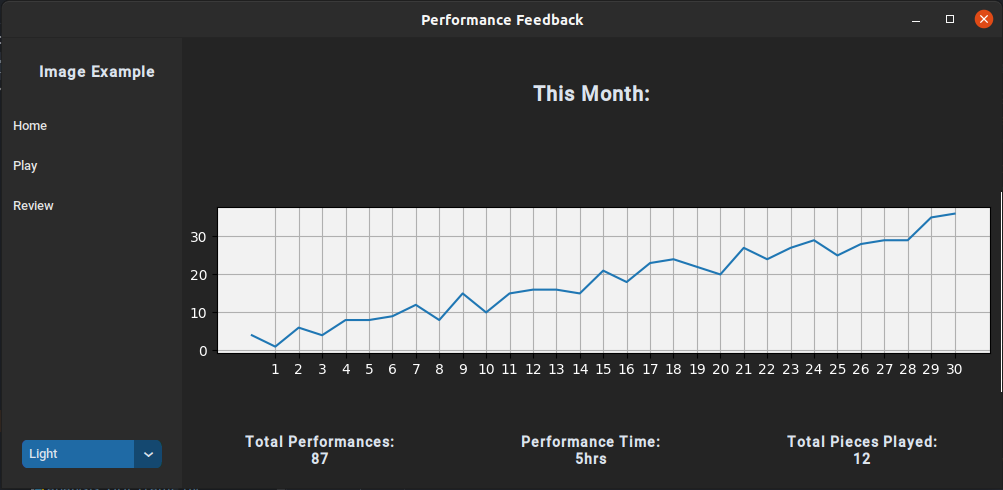 Performance Feedback
Image Example
Home
Play
Review
Light
This Month:
30
20
10
0
1 2 3 4 5 6 7 8 9 10 11 12 13 14 15 16 17 18 19 20 21 22 23 24 25 26 27 28 29 30
Total Performances:
87
Performance Time:
5hrs
Total Pieces Played:
12